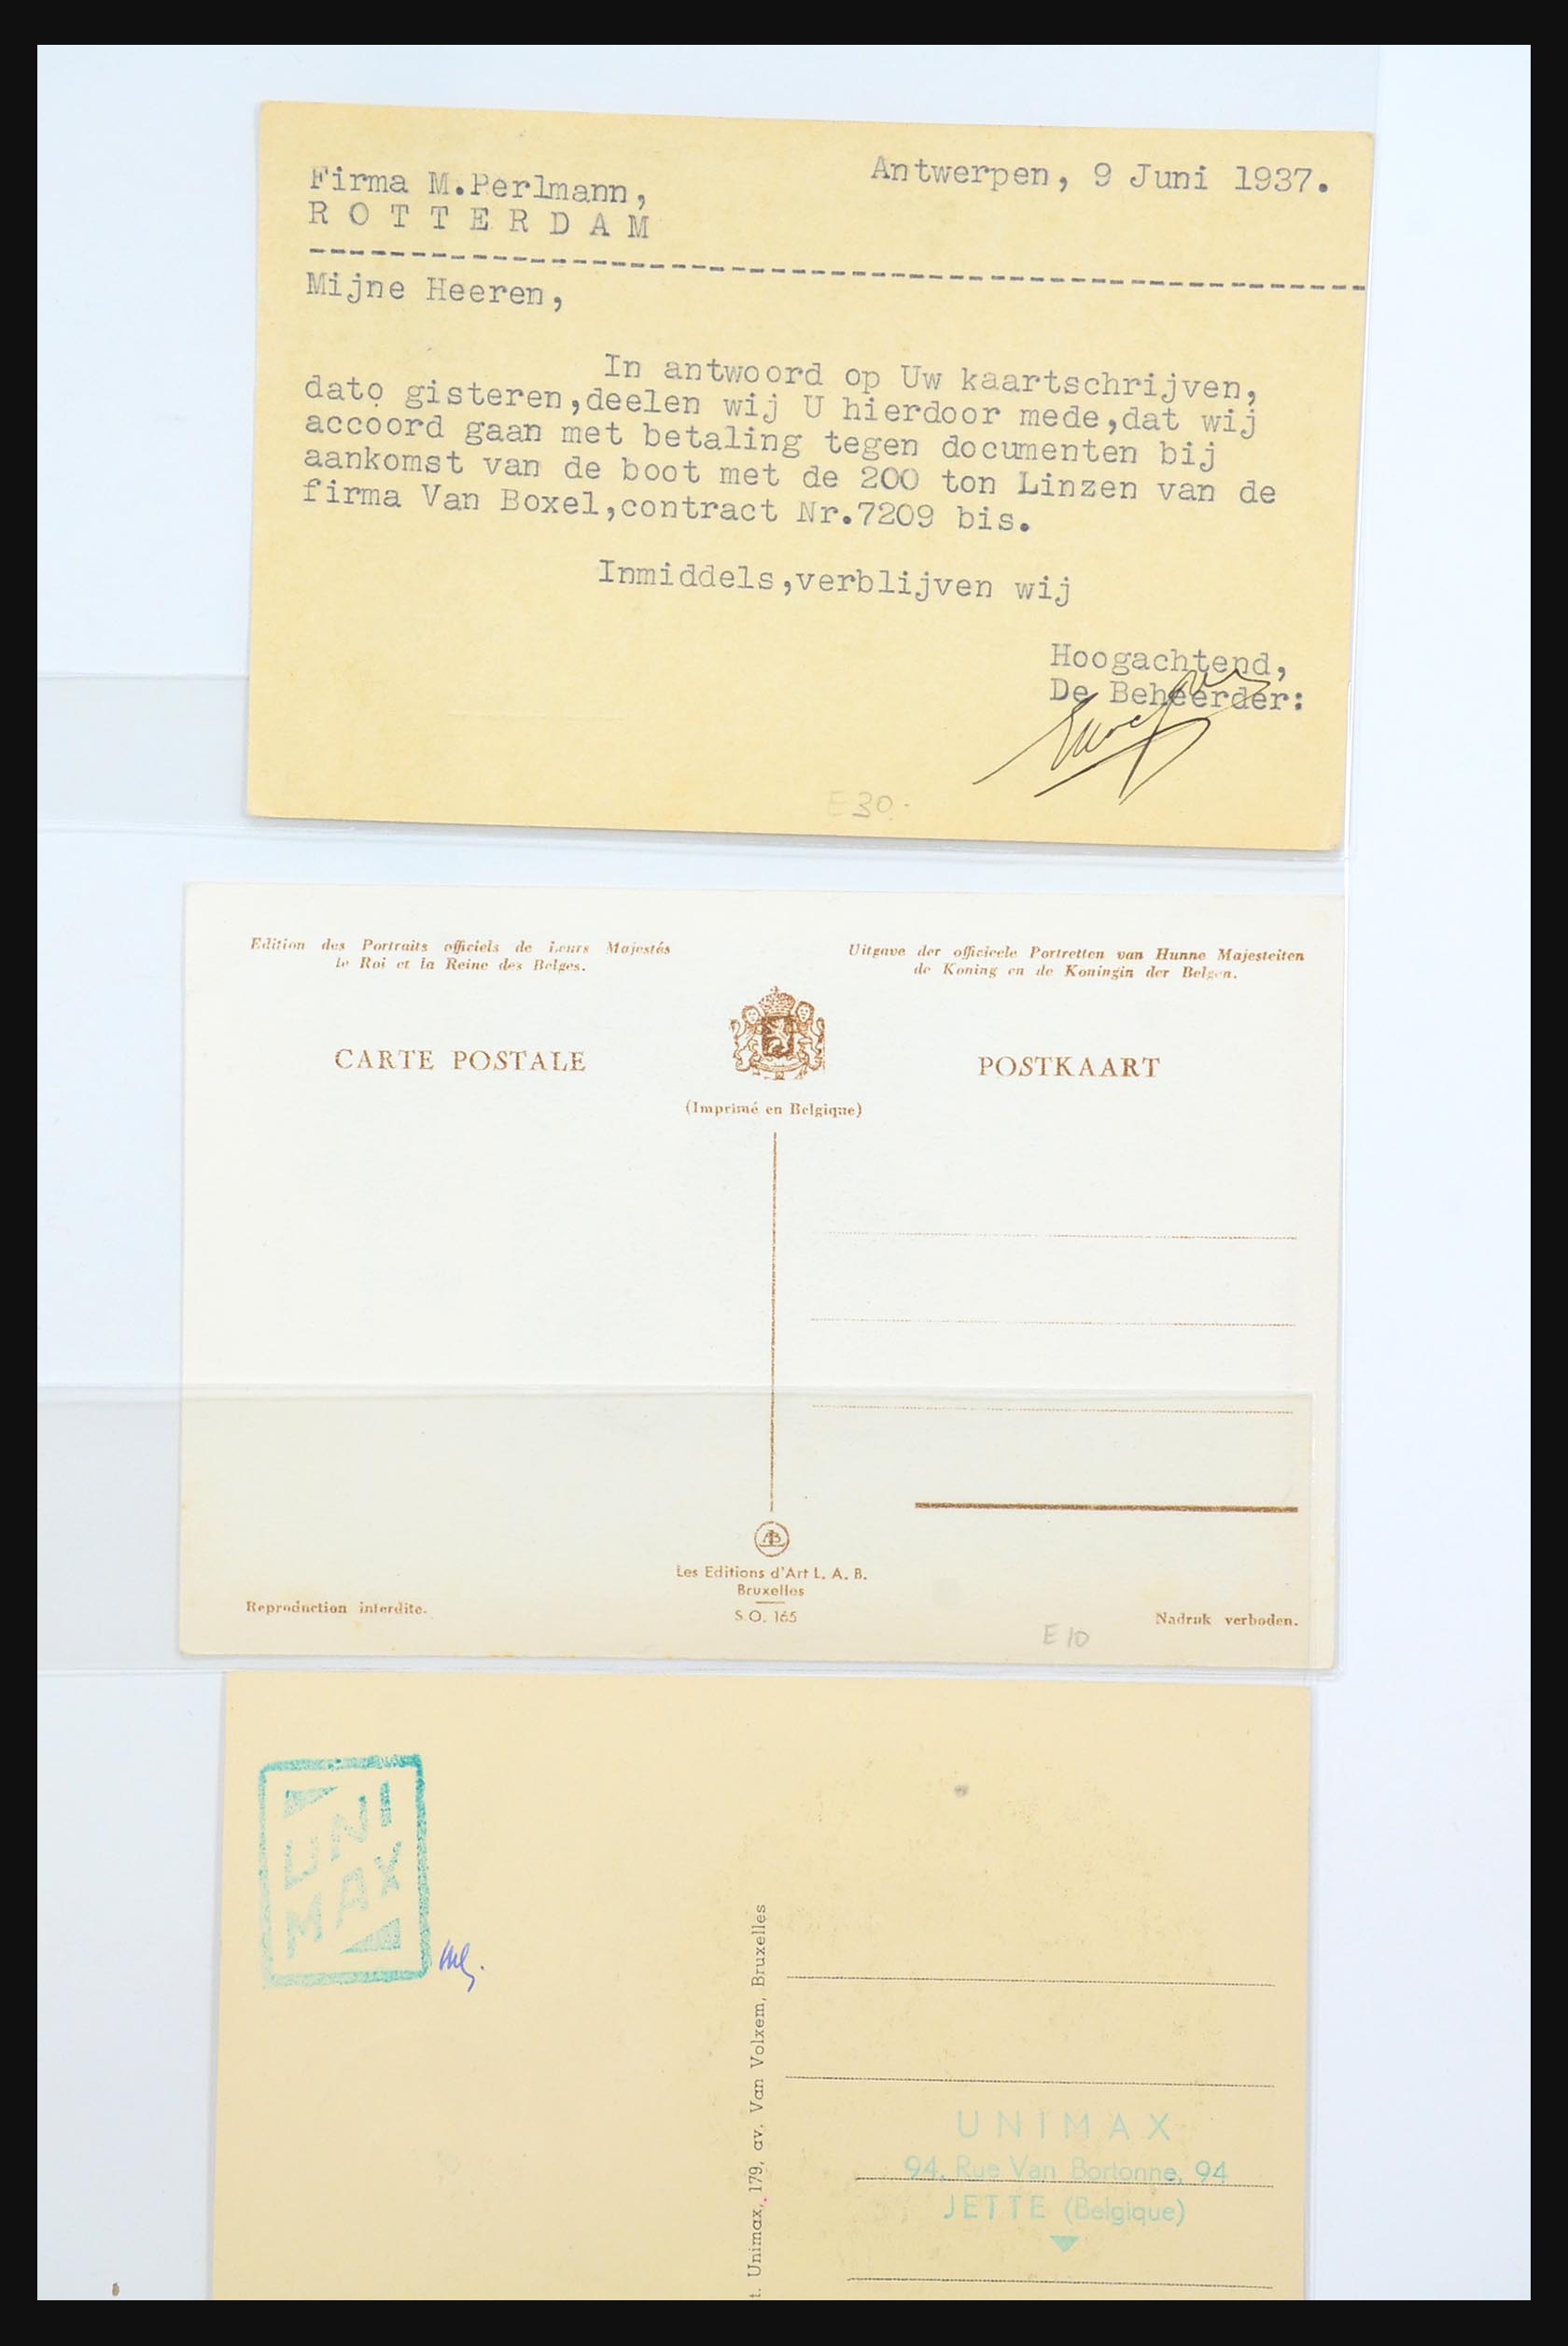 Firma M.Perlmann,
Antwerpen, 9 Juni 1937.
R O T T E R D A M
Mijne Heeren,
In antwoord op Uw kaartschrijven,
dato gisteren,deelen wij U hierdoor mede,dat wij
accoord gaan met betaling tegen documenten bij
aankomst van de boot met de 200 ton Linzen van de
firma Van Boxel,contract Nr.7209 bis.
Inmiddels,verblijven wij
Hoogachtend,
De Beheerder:
E30.-
Edition des Portraits officiels de Leurs Majestés
le Roi et la Reine des Belges.
Uitgave der officieele Portretten van Hunne Majesteiten
de Koning en de Koningin der Belgen.
CARTE POSTALE
POSTKAART
(Imprimé en Belgique)
Les Editions d'Art L. A. B.
Bruxelles
S.O. 165
Reproduction interdite.
Nadruk verboden.
E10
UNI
MAX
t. Unimax, 179, av. Van Volxem, Bruxelles
UNIMAX
94, Rue Van Bortonne, 94
JETTE (Belgique)